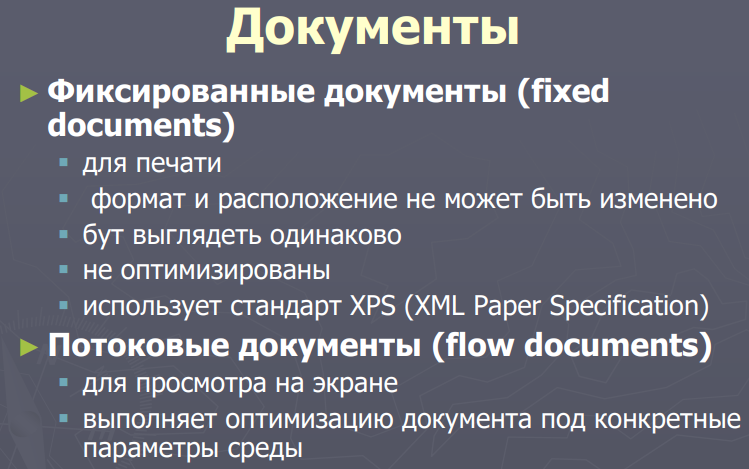 Документы
► Фиксированные документы (fixed
documents)
▪ для печати
▪ формат и расположение не может быть изменено
▪ бут выглядеть одинаково
▪ не оптимизированы
▪ использует стандарт XPS (XML Paper Specification)
► Потоковые документы (flow documents)
▪ для просмотра на экране
▪ выполняет оптимизацию документа под конкретные
параметры среды